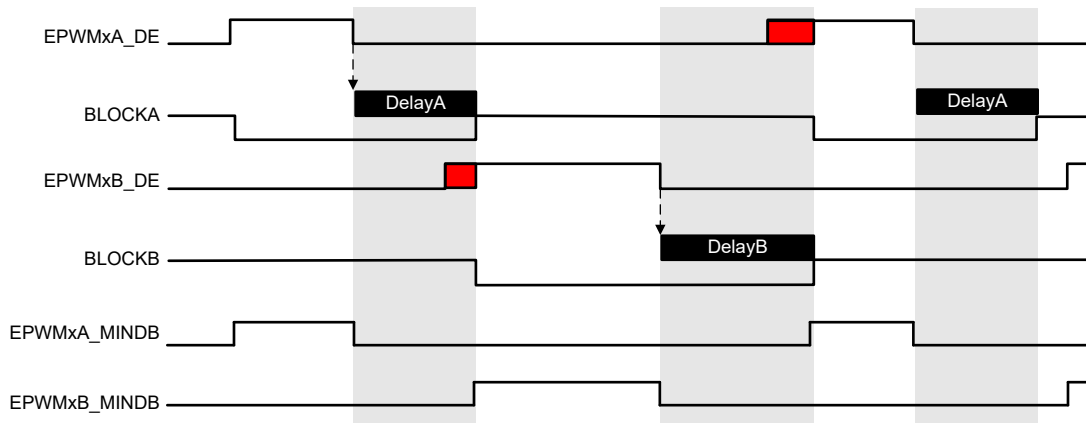 EPWMxA_DE
DelayA
DelayA
BLOCKA
EPWMxB_DE
DelayB
BLOCKB
EPWMxA_MINDB
EPWMxB_MINDB